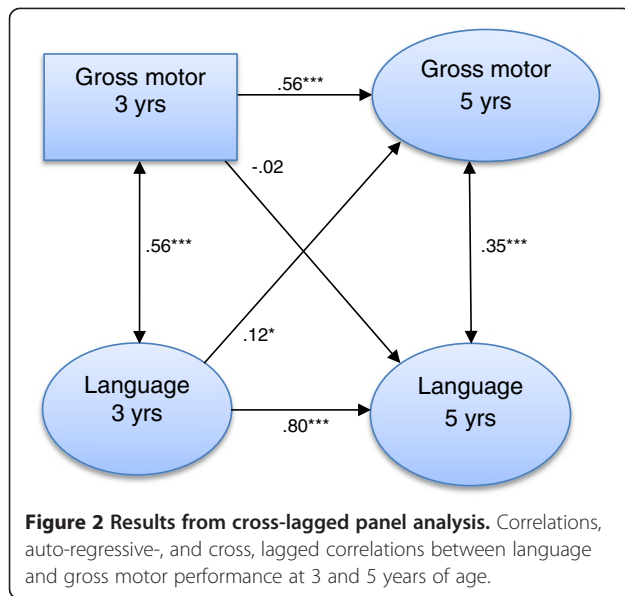 Gross motor
3 yrs
Gross motor
5 yrs
.56***
-.02
.56***
.35***
.12*
Language
3 yrs
Language
5 yrs
.80***
Figure 2 Results from cross-lagged panel analysis. Correlations,
auto-regressive-, and cross, lagged correlations between language
and gross motor performance at 3 and 5 years of age.